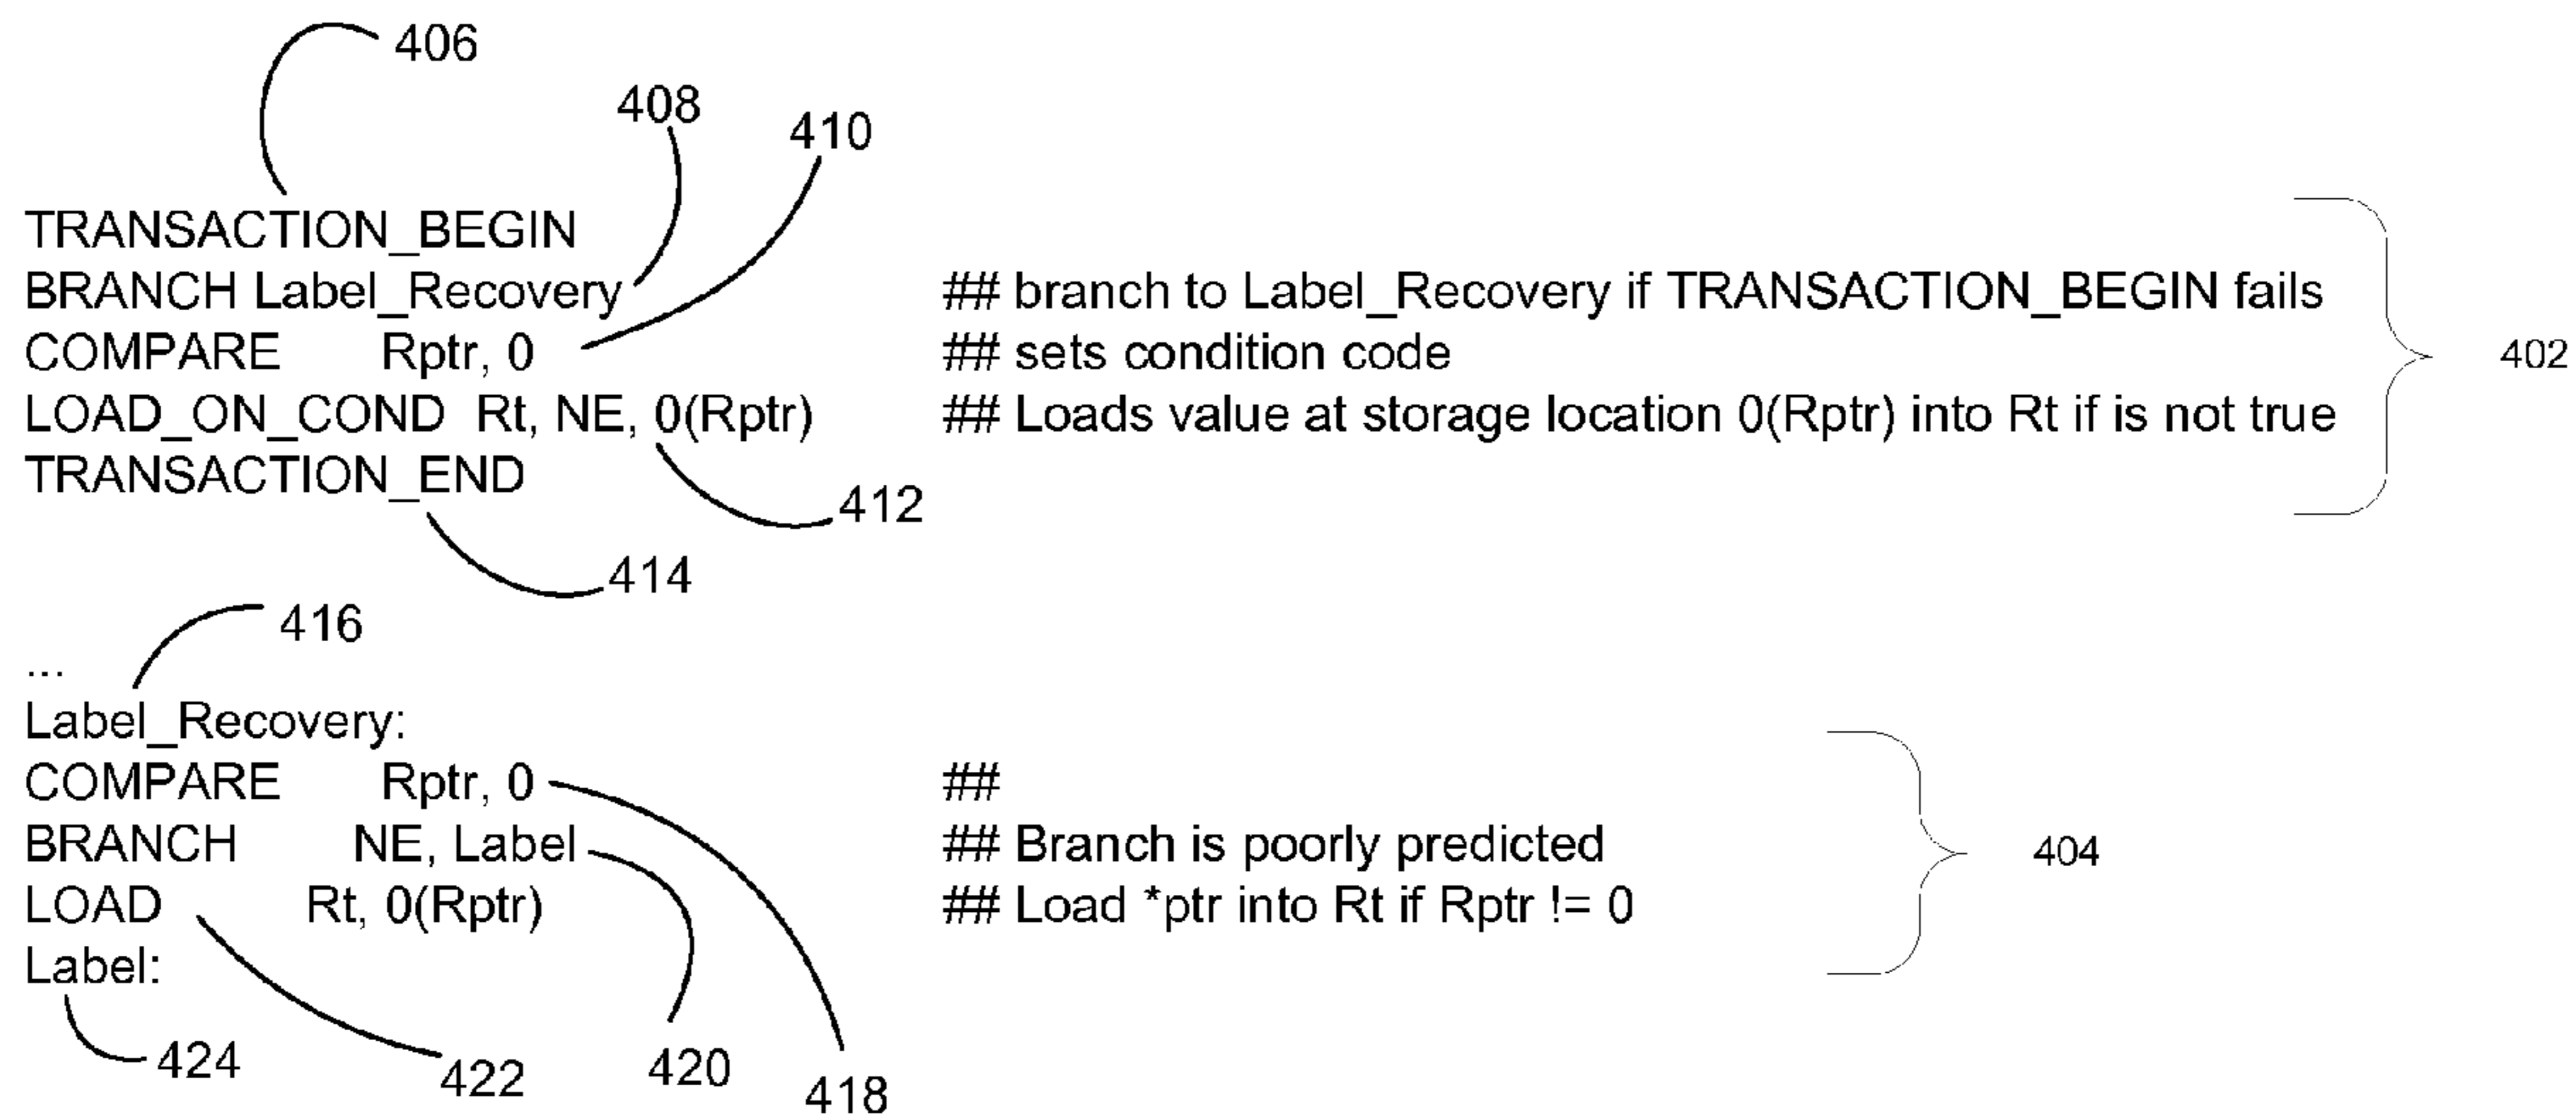 406
408
410
TRANSACTION_BEGIN
BRANCH Label_Recovery ## branch to Label_Recovery if TRANSACTION_BEGIN fails
COMPARE Rptr, 0 ## sets condition code
402
LOAD_ON_COND Rt, NE, 0(Rptr) ## Loads value at storage location 0(Rptr) into Rt if is not true
TRANSACTION_END
412
414
416
...
Label_Recovery:
COMPARE Rptr, 0 ##
BRANCH NE, Label ## Branch is poorly predicted
404
LOAD Rt, 0(Rptr) ## Load *ptr into Rt if Rptr != 0
Label:
424
422
420
418